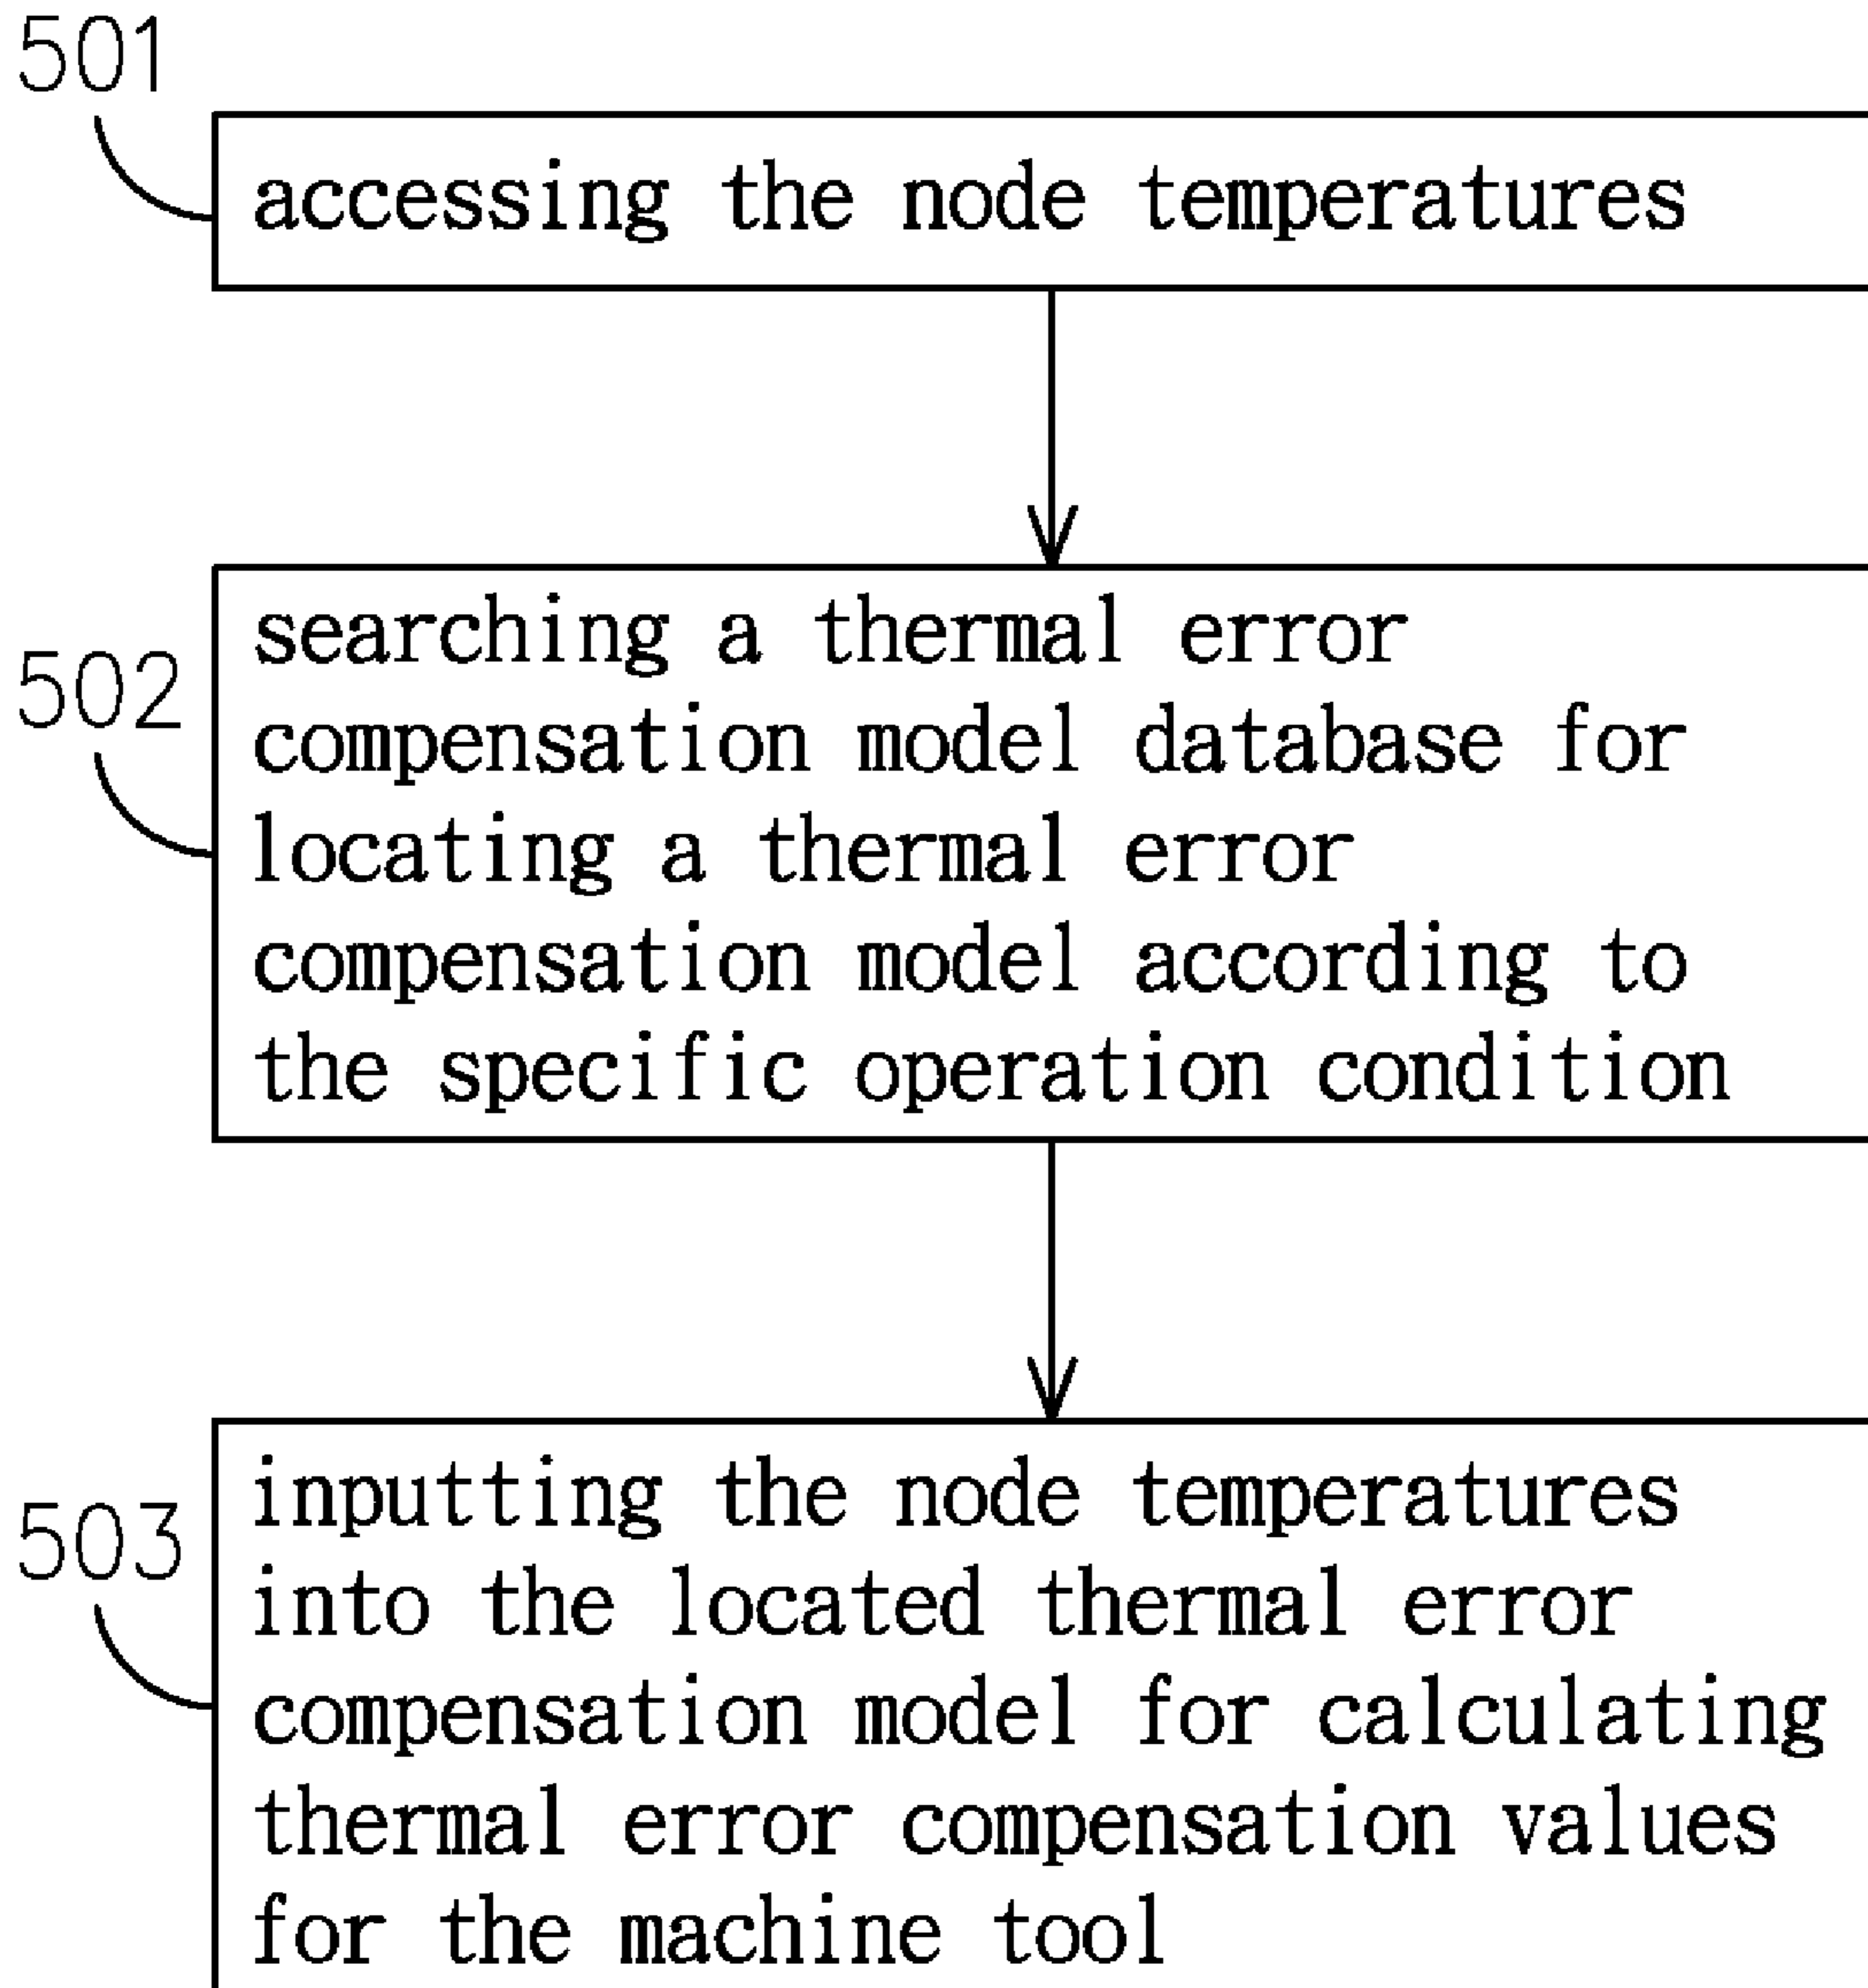 501
accessing the node temperatures
502
searching a thermal error
compensation model database for
locating a thermal error
compensation model according to
the specific operation condition
503
inputting the node temperatures
into the located thermal error
compensation model for calculating
thermal error compensation values
for the machine tool